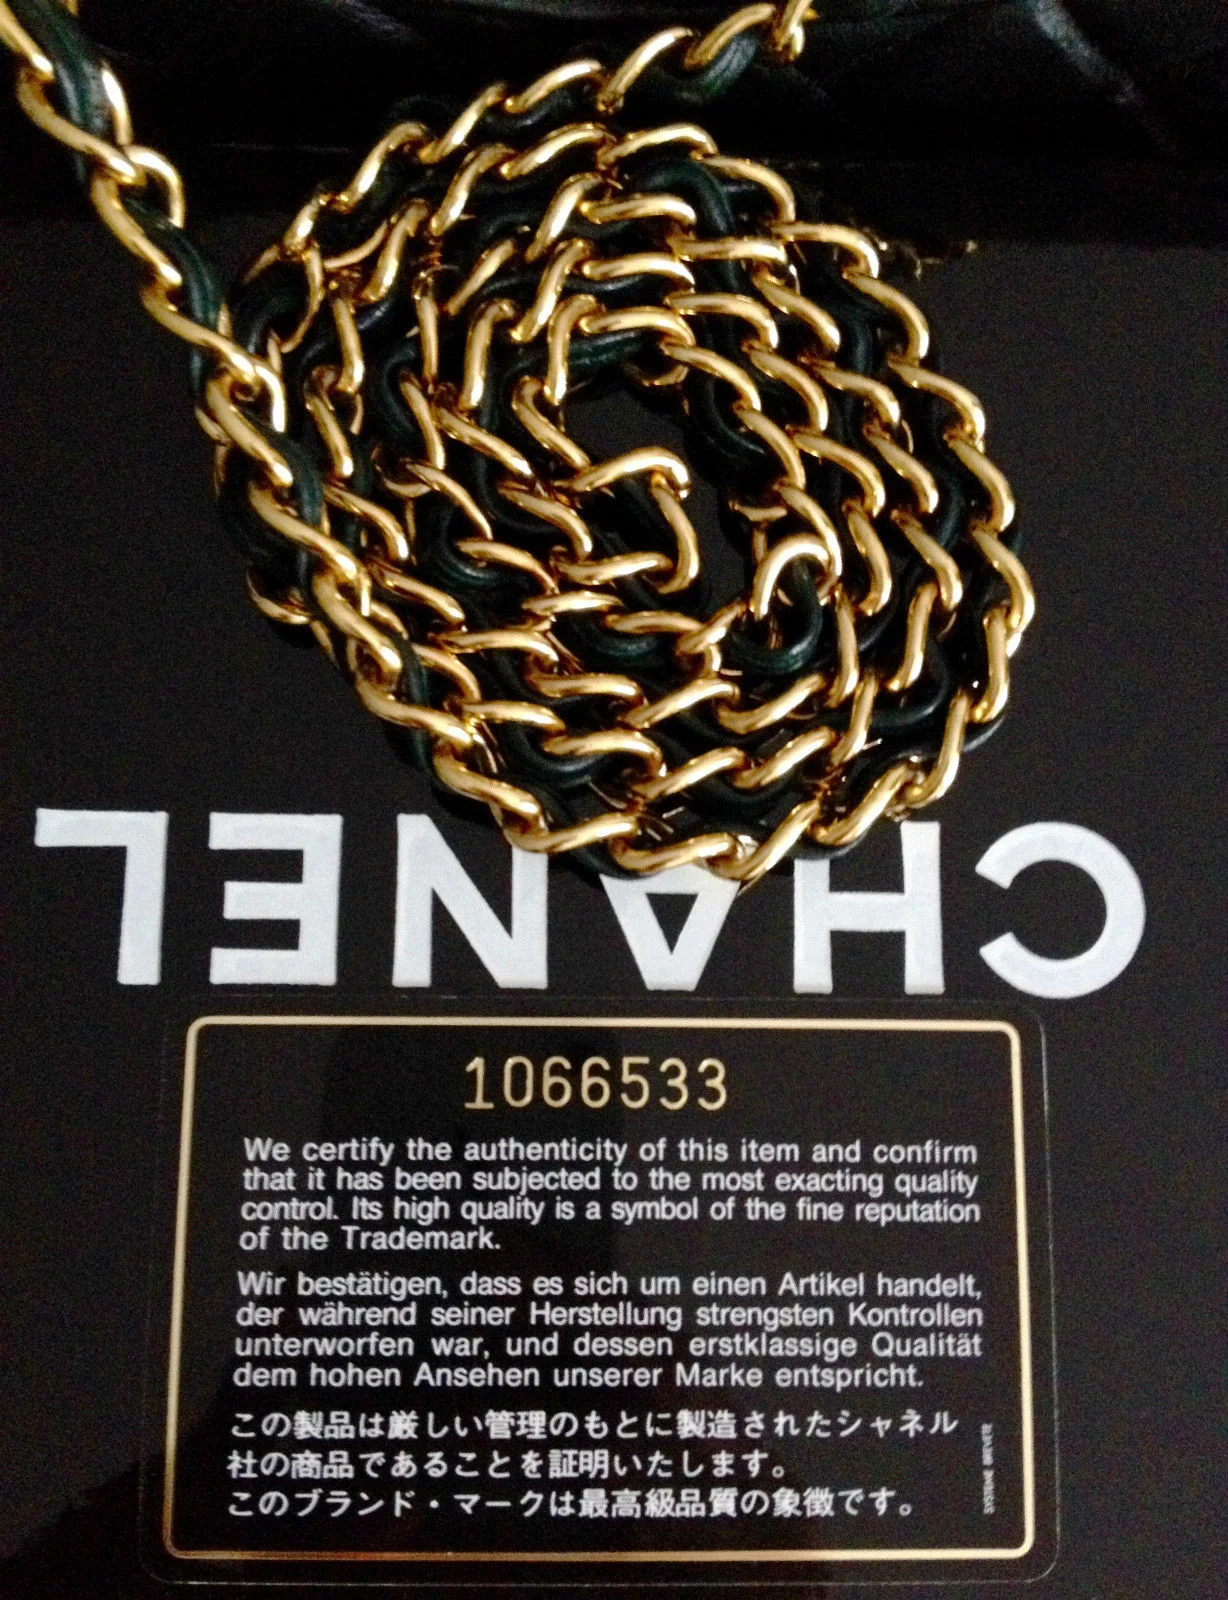 CHANEL
1066533
We certify the authenticity of this item and confirm
that it has been subjected to the most exacting quality
control. Its high quality is a symbol of the fine reputation
of the Trademark.
Wir bestätigen, dass es sich um einen Artikel handelt,
der während seiner Herstellung strengsten Kontrollen
unterworfen war, und dessen erstklassige Qualität
dem hohen Ansehen unserer Marke entspricht.
この製品は厳しい管理のもとに製造されたシャネル
社の商品であることを証明いたします。
このブランド・マークは最高級品質の象徴です。